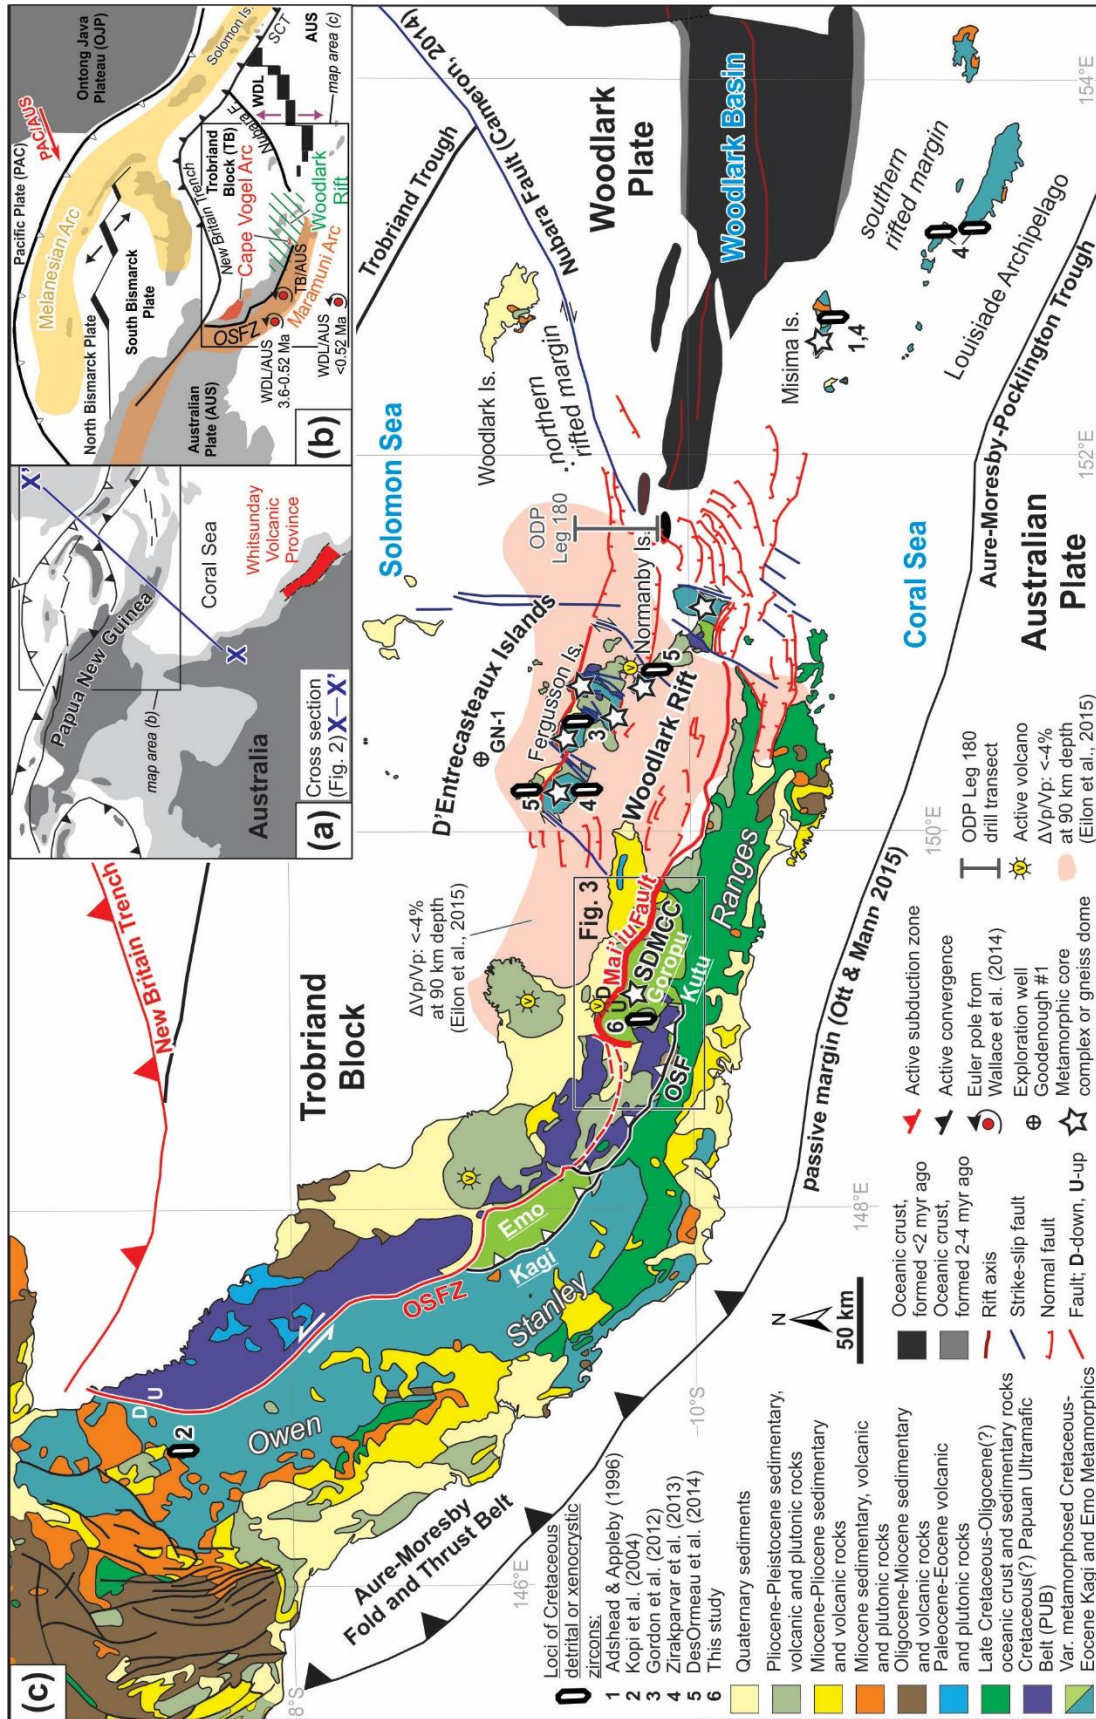 (a)
Papua New Guinea
Australia
Coral Sea
Whitsunday
Volcanic
Province
map area (b)
X
X'
Cross section
(Fig. 2) X—X'
(b)
Pacific Plate (PAC)
PAC/AUS
Ontong Java
Plateau (OJP)
Melanesian Arc
Solomon Is.
North Bismarck Plate
South Bismarck
Plate
New Britain Trench
Trobriand
Block (TB)
Nubara F.
SCT
WDL
AUS
map area (c)
Cape Vogel Arc
Woodlark
Rift
OSFZ
TB/AUS
Maramuni Arc
Australian
Plate (AUS)
WDL/AUS
3.6-0.52 Ma
WDL/AUS
<0.52 Ma
(c)
New Britain Trench
Trobriand
Block
ΔVp/Vp: <-4%
at 90 km depth
(Eilon et al., 2015)
Solomon Sea
D'Entrecasteaux Islands
GN-1
Fergusson Is.
Normanby Is.
ODP
Leg 180
Woodlark Is.
northern
rifted margin
Trobriand Trough
Nubara Fault (Cameron, 2014)
Woodlark
Plate
Woodlark Basin
Woodlark Rift
5
4
3
5
V
V
V
V
Fig. 3
Mai'iu Fault
SDMCC
Goropu
Kutu
6
U
D
OSF
Emo
Kagi
OSFZ
D
U
2
Owen
Stanley
Ranges
Aure-Moresby
Fold and Thrust Belt
passive margin (Ott & Mann 2015)
Aure-Moresby-Pocklington Trough
Coral Sea
Australian
Plate
Misima Is.
1,4
4
southern
rifted margin
Louisiade Archipelago
8°S
10°S
146°E
148°E
150°E
152°E
154°E
N
50 km
Loci of Cretaceous
detrital or xenocrystic
zircons:
1 Adshead & Appleby (1996)
2 Kopi et al. (2004)
3 Gordon et al. (2012)
4 Zirakparvar et al. (2013)
5 DesOrmeau et al. (2014)
6 This study
Quaternary sediments
Pliocene-Pleistocene sedimentary,
volcanic and plutonic rocks
Miocene-Pliocene sedimentary
and volcanic rocks
Miocene sedimentary, volcanic
and plutonic rocks
Oligocene-Miocene sedimentary
and volcanic rocks
Paleocene-Eocene volcanic
and plutonic rocks
Late Cretaceous-Oligocene(?)
oceanic crust and sedimentary rocks
Cretaceous(?) Papuan Ultramafic
Belt (PUB)
Var. metamorphosed Cretaceous-
Eocene Kagi and Emo Metamorphics
Oceanic crust,
formed <2 myr ago
Oceanic crust,
formed 2-4 myr ago
Rift axis
Strike-slip fault
Normal fault
Fault; D-down, U-up
Active subduction zone
Active convergence
Euler pole from
Wallace et al. (2014)
Exploration well
Goodenough #1
Metamorphic core
complex or gneiss dome
ODP Leg 180
drill transect
V
Active volcano
ΔVp/Vp: <-4%
at 90 km depth
(Eilon et al., 2015)